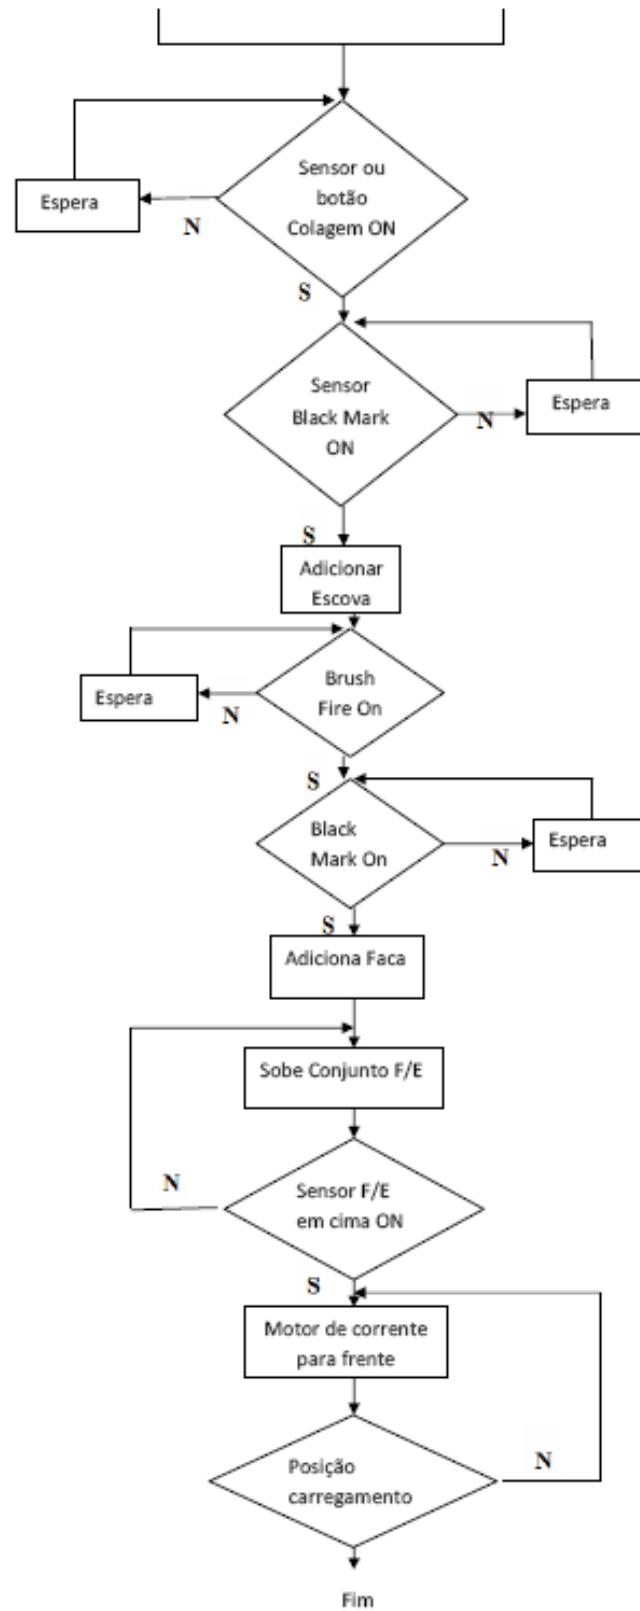 Sensor ou
botão
Colagem ON
Espera
N
S
Sensor
Black Mark
ON
Espera
N
S
Adicionar
Escova
Brush
Fire On
Espera
N
S
Black
Mark On
Espera
N
S
Adiciona Faca
Sobe Conjunto F/E
N
Sensor F/E
em cima ON
S
Motor de corrente
para frente
N
Posição
carregamento
Fim